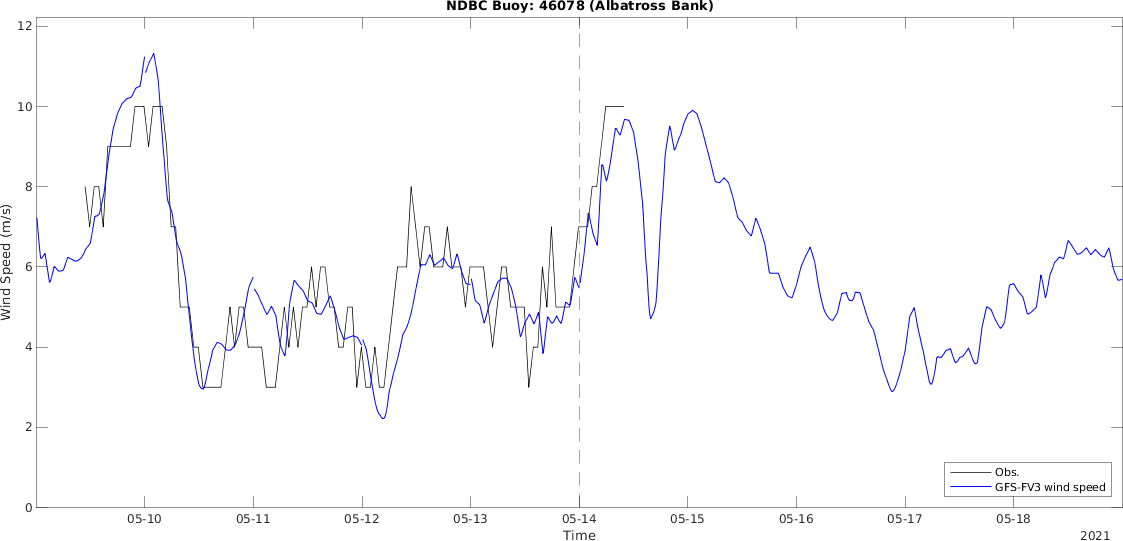 NDBC Buoy: 46078 (Albatross Bank)
12
10
8
6
4
2
0
Wind Speed (m/s)
05-10 05-11 05-12 05-13 05-14 05-15 05-16 05-17 05-18
Time
2021
Obs.
GFS-FV3 wind speed